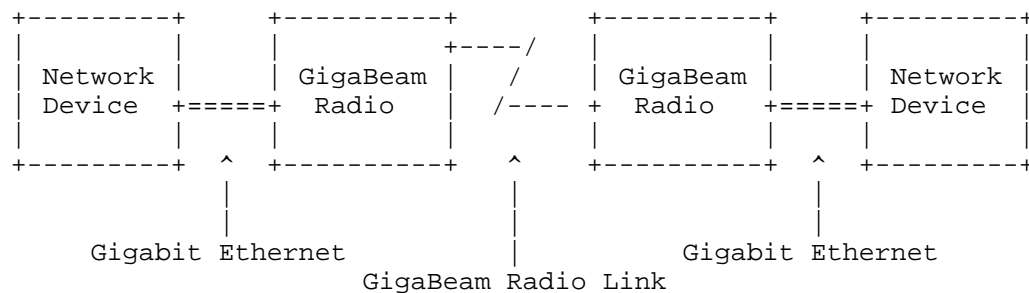 Network GigaBeam GigaBeam Network
Device Radio Radio Device
Gigabit Ethernet Gigabit Ethernet
GigaBeam Radio Link